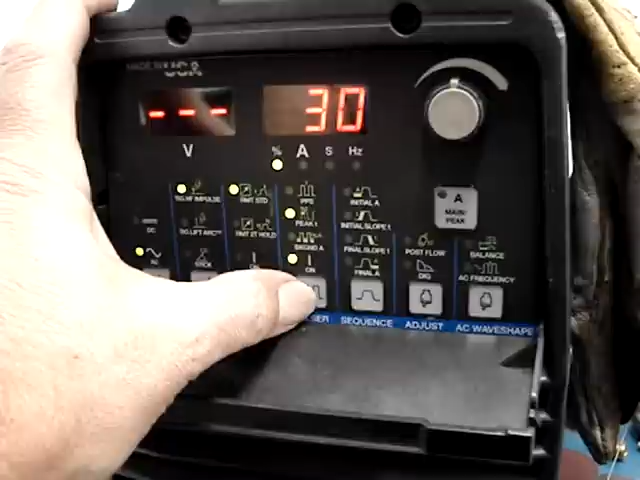 MADE IN USA
- - -
30
V
% A S Hz
TIG HF IMPULSE
RMT STD
PPS
INITIAL A
A
MAIN/
PEAK
DC
TIG LIFT ARC
RMT 2T HOLD
PEAK t
INITIAL SLOPE t
BKGND A
FINAL SLOPE t
POST FLOW
BALANCE
AC
STICK
ON
FINAL A
DIG
AC FREQUENCY
SEQUENCE
ADJUST
AC WAVESHAPE